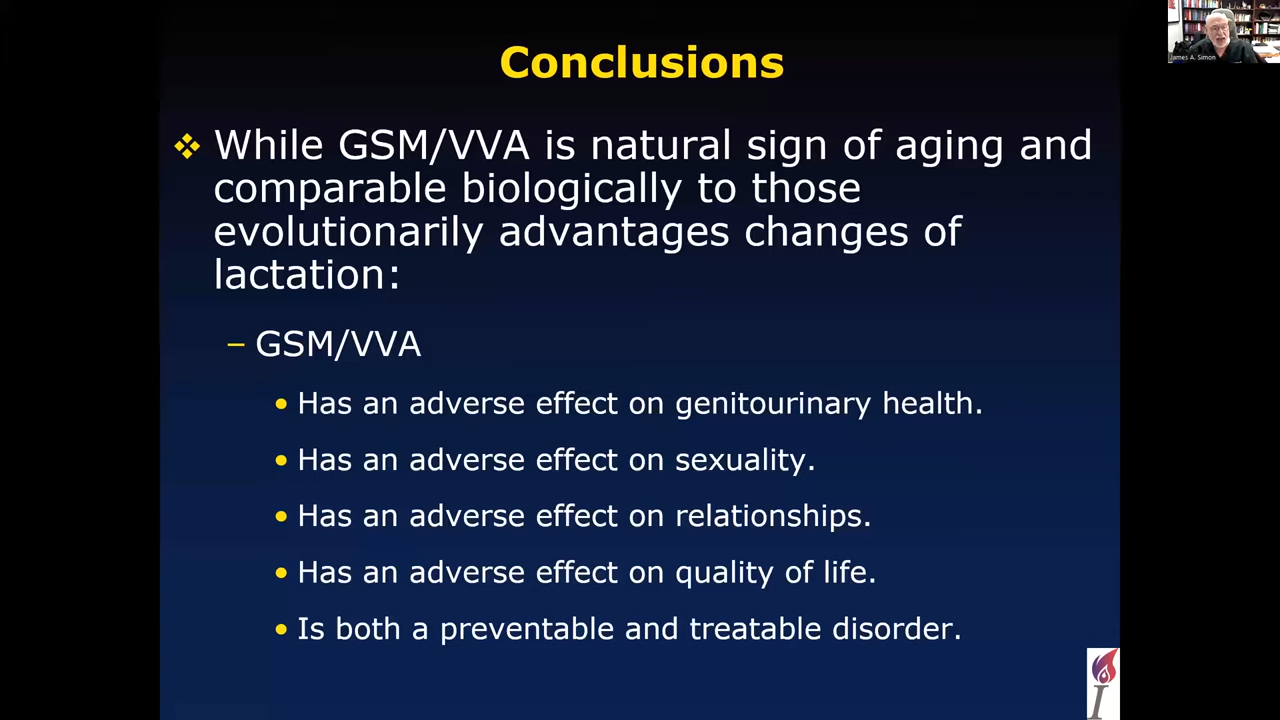 Conclusions
James A. Simon
❖ While GSM/VVA is natural sign of aging and
comparable biologically to those
evolutionarily advantages changes of
lactation:
– GSM/VVA
• Has an adverse effect on genitourinary health.
• Has an adverse effect on sexuality.
• Has an adverse effect on relationships.
• Has an adverse effect on quality of life.
• Is both a preventable and treatable disorder.
I